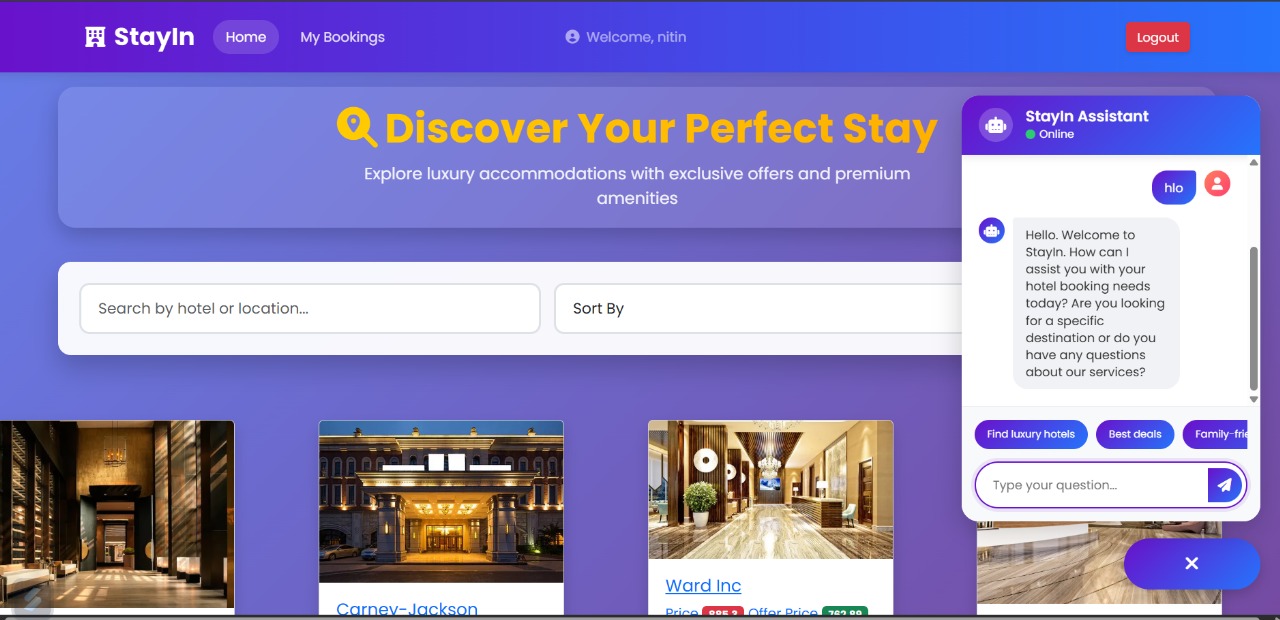 StayIn
Home
My Bookings
Welcome, nitin
Logout
Discover Your Perfect Stay
Explore luxury accommodations with exclusive offers and premium
amenities
Search by hotel or location...
Sort By
Carney-Jackson
Ward Inc
Price 885.3 Offer Price 762.89
StayIn Assistant
Online
hlo
Hello. Welcome to
StayIn. How can I
assist you with your
hotel booking needs
today? Are you looking
for a specific
destination or do you
have any questions
about our services?
Find luxury hotels
Best deals
Family-frie
Type your question...